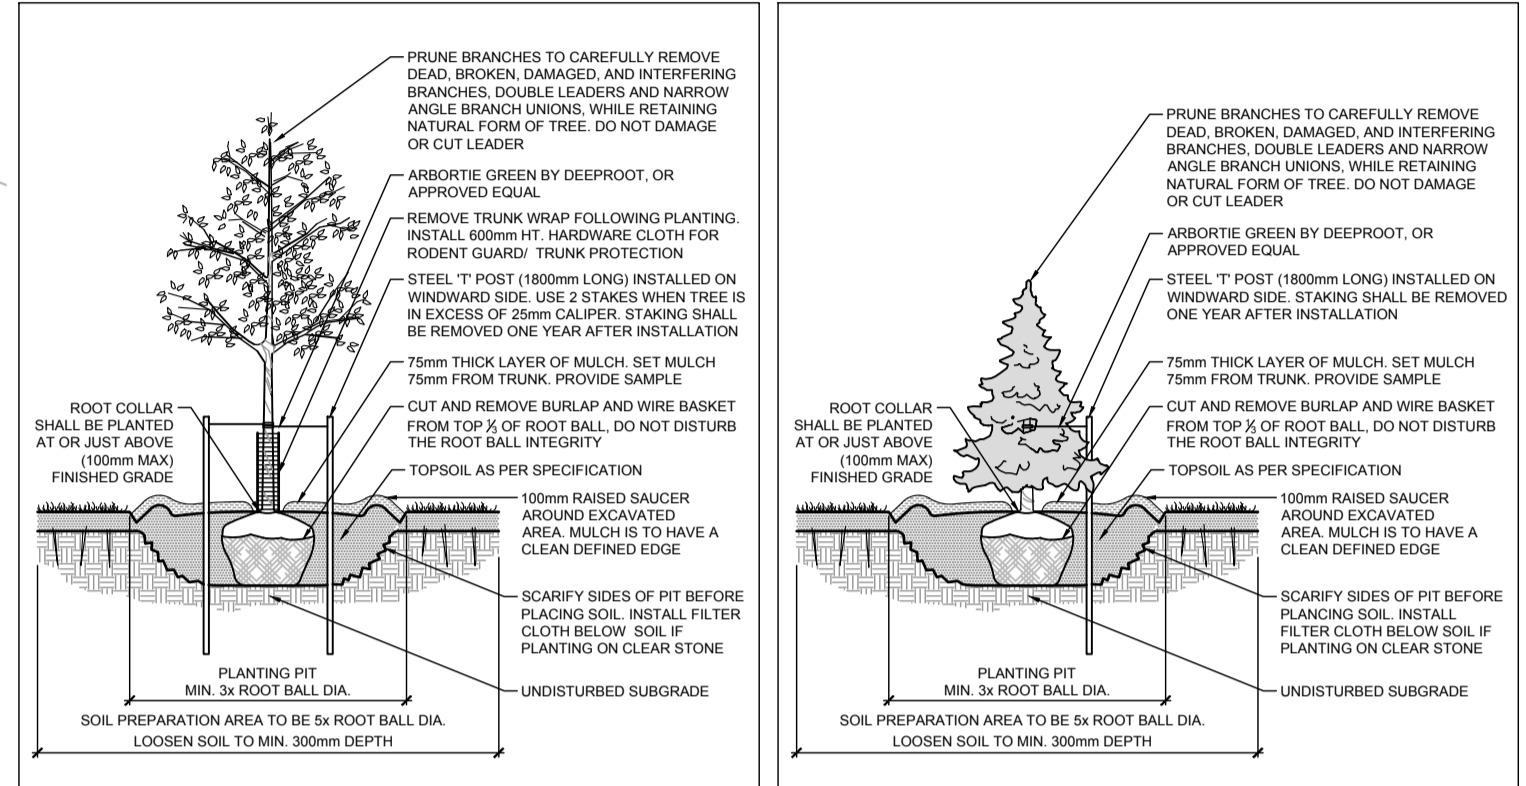 PRUNE BRANCHES TO CAREFULLY REMOVE
DEAD, BROKEN, DAMAGED, AND INTERFERING
BRANCHES, DOUBLE LEADERS AND NARROW
ANGLE BRANCH UNIONS, WHILE RETAINING
NATURAL FORM OF TREE. DO NOT DAMAGE
OR CUT LEADER
ARBORTIE GREEN BY DEEPROOT, OR
APPROVED EQUAL
REMOVE TRUNK WRAP FOLLOWING PLANTING.
INSTALL 600mm HT. HARDWARE CLOTH FOR
RODENT GUARD/ TRUNK PROTECTION
STEEL 'T' POST (1800mm LONG) INSTALLED ON
WINDWARD SIDE. USE 2 STAKES WHEN TREE IS
IN EXCESS OF 25mm CALIPER. STAKING SHALL
BE REMOVED ONE YEAR AFTER INSTALLATION
75mm THICK LAYER OF MULCH. SET MULCH
75mm FROM TRUNK. PROVIDE SAMPLE
ROOT COLLAR
SHALL BE PLANTED
AT OR JUST ABOVE
(100mm MAX)
FINISHED GRADE
CUT AND REMOVE BURLAP AND WIRE BASKET
FROM TOP ⅓ OF ROOT BALL, DO NOT DISTURB
THE ROOT BALL INTEGRITY
TOPSOIL AS PER SPECIFICATION
100mm RAISED SAUCER
AROUND EXCAVATED
AREA. MULCH IS TO HAVE A
CLEAN DEFINED EDGE
SCARIFY SIDES OF PIT BEFORE
PLACING SOIL. INSTALL FILTER
CLOTH BELOW SOIL IF
PLANTING ON CLEAR STONE
UNDISTURBED SUBGRADE
PLANTING PIT
MIN. 3x ROOT BALL DIA.
SOIL PREPARATION AREA TO BE 5x ROOT BALL DIA.
LOOSEN SOIL TO MIN. 300mm DEPTH
PRUNE BRANCHES TO CAREFULLY REMOVE
DEAD, BROKEN, DAMAGED, AND INTERFERING
BRANCHES, DOUBLE LEADERS AND NARROW
ANGLE BRANCH UNIONS, WHILE RETAINING
NATURAL FORM OF TREE. DO NOT DAMAGE
OR CUT LEADER
ARBORTIE GREEN BY DEEPROOT, OR
APPROVED EQUAL
STEEL 'T' POST (1800mm LONG) INSTALLED ON
WINDWARD SIDE. STAKING SHALL BE REMOVED
ONE YEAR AFTER INSTALLATION
75mm THICK LAYER OF MULCH. SET MULCH
75mm FROM TRUNK. PROVIDE SAMPLE
ROOT COLLAR
SHALL BE PLANTED
AT OR JUST ABOVE
(100mm MAX)
FINISHED GRADE
CUT AND REMOVE BURLAP AND WIRE BASKET
FROM TOP ⅓ OF ROOT BALL, DO NOT DISTURB
THE ROOT BALL INTEGRITY
TOPSOIL AS PER SPECIFICATION
100mm RAISED SAUCER
AROUND EXCAVATED
AREA. MULCH IS TO HAVE A
CLEAN DEFINED EDGE
SCARIFY SIDES OF PIT BEFORE
PLANCING SOIL. INSTALL
FILTER CLOTH BELOW SOIL IF
PLANTING ON CLEAR STONE
UNDISTURBED SUBGRADE
PLANTING PIT
MIN. 3x ROOT BALL DIA.
SOIL PREPARATION AREA TO BE 5x ROOT BALL DIA.
LOOSEN SOIL TO MIN. 300mm DEPTH